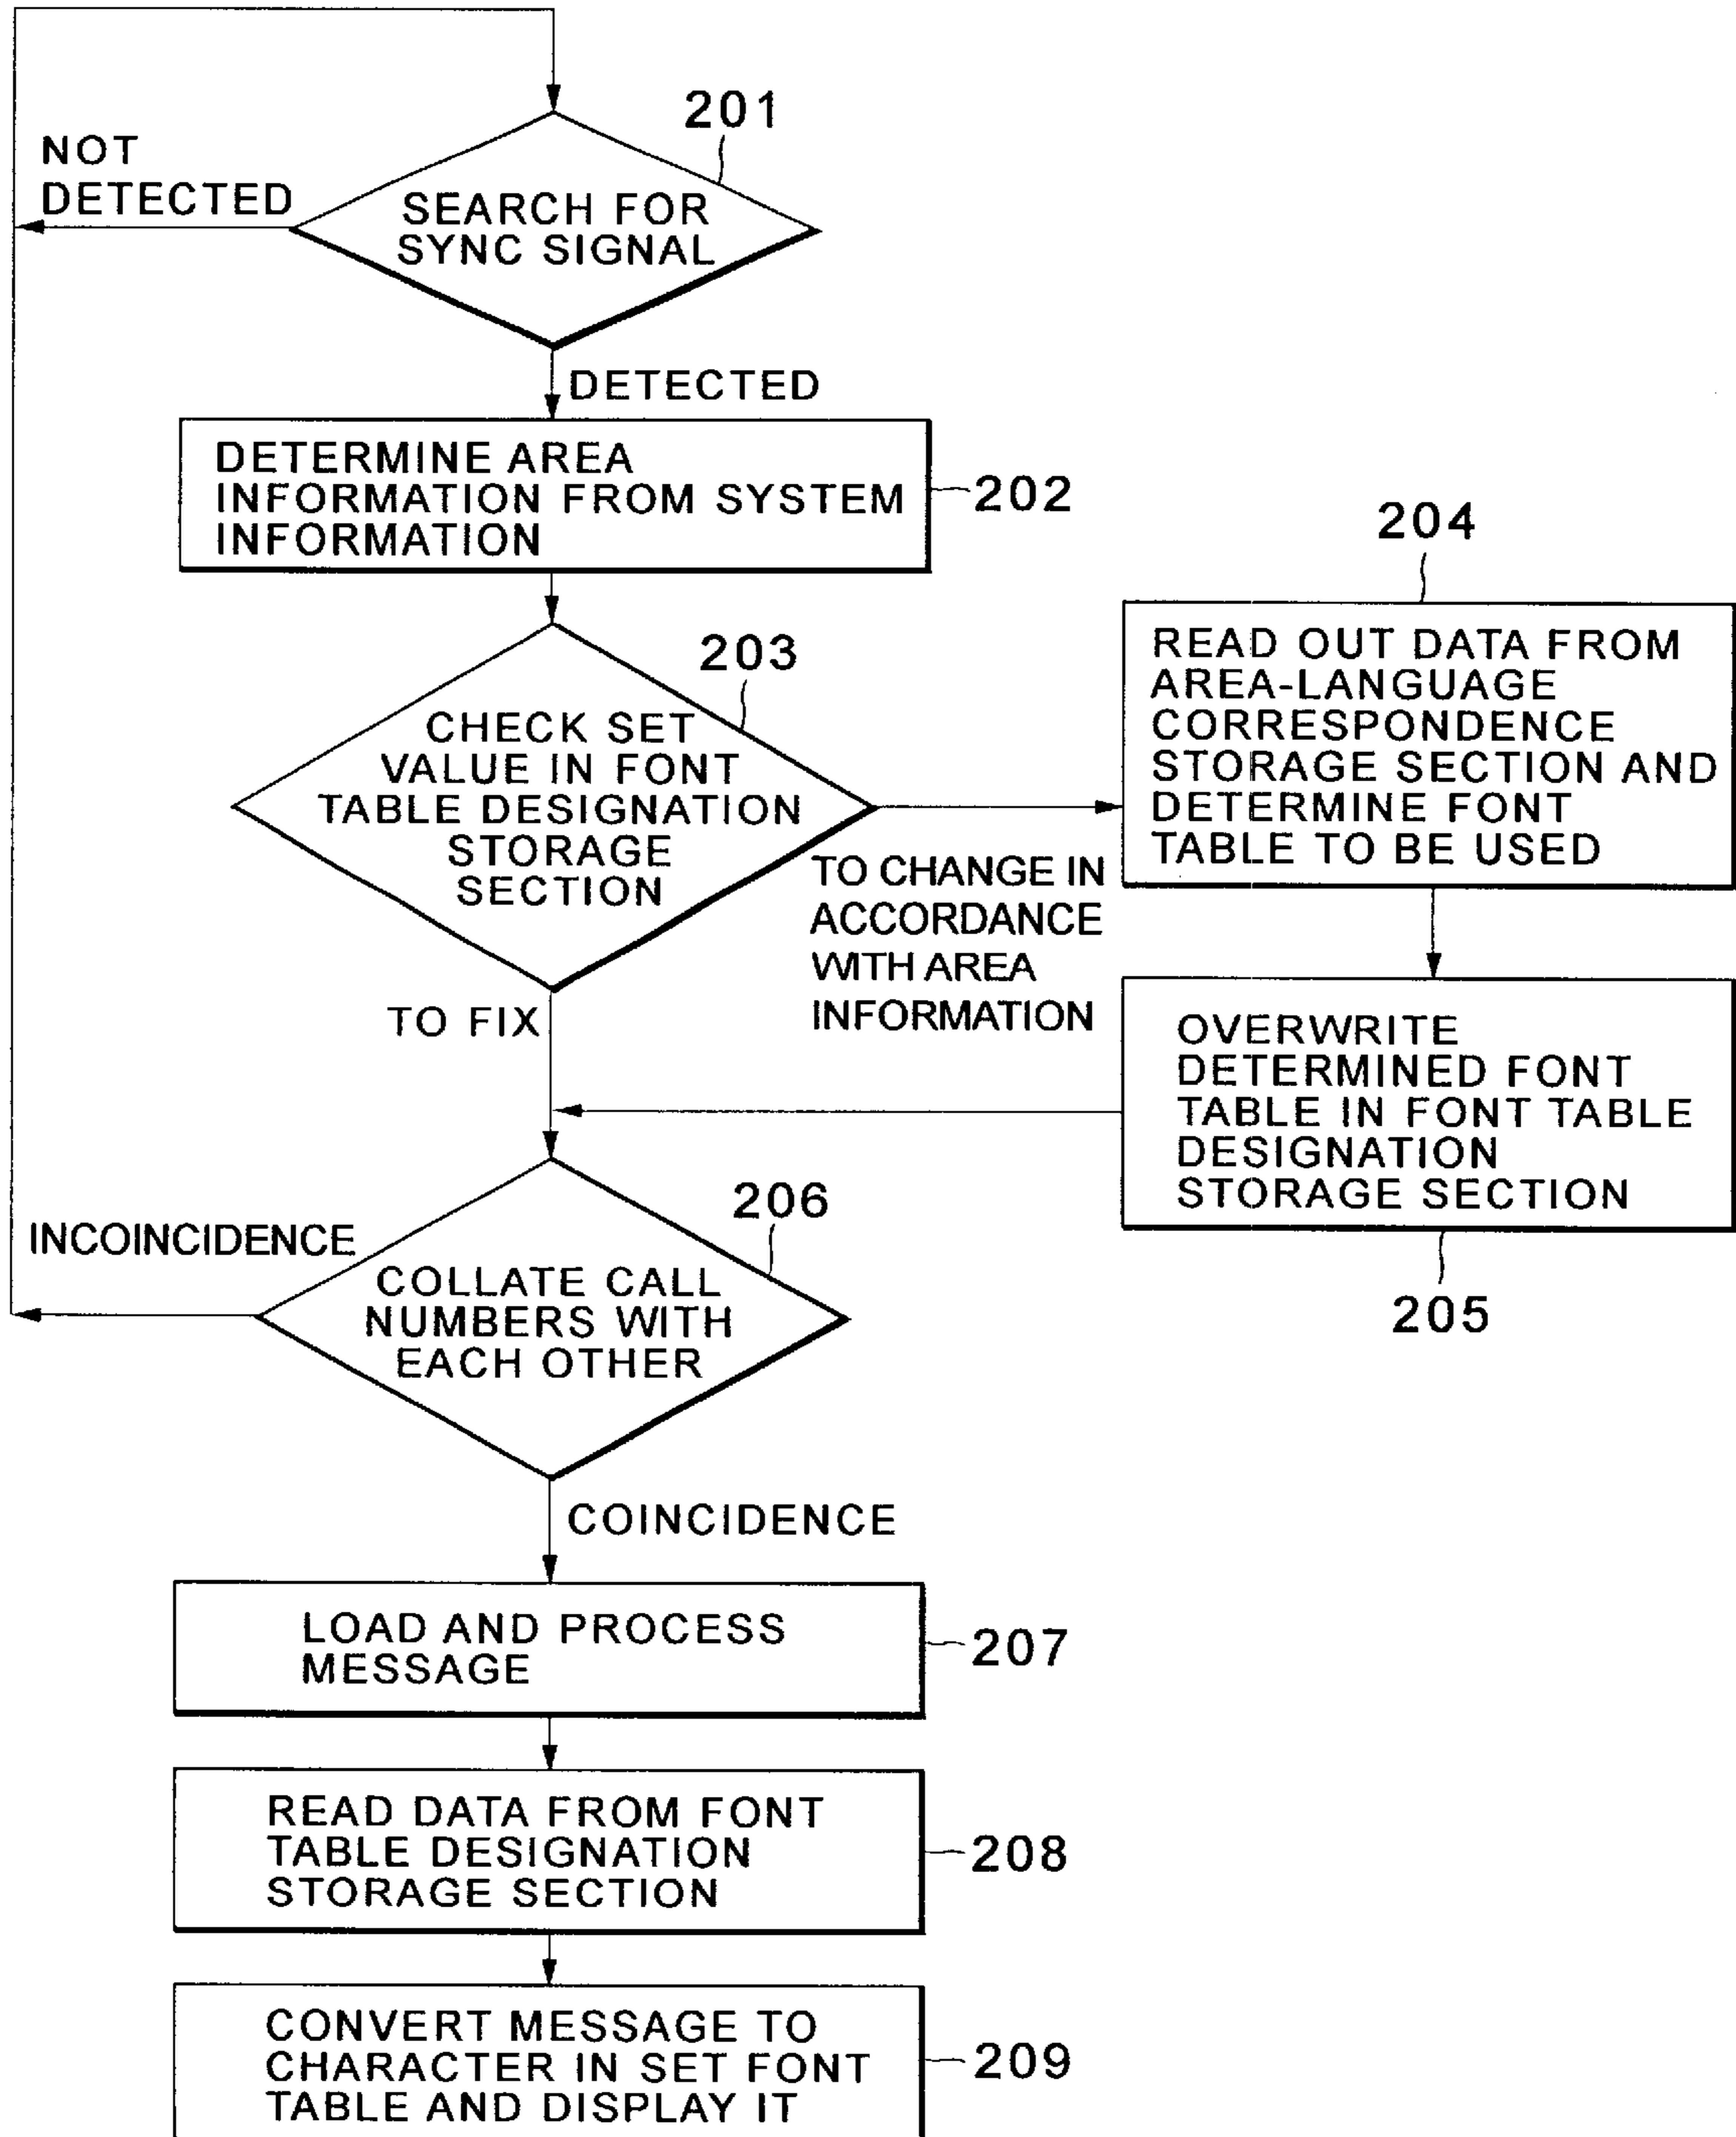 201
NOT
DETECTED
SEARCH FOR
SYNC SIGNAL
DETECTED
DETERMINE AREA
INFORMATION FROM SYSTEM
INFORMATION
202
204
203
READ OUT DATA FROM
AREA-LANGUAGE
CORRESPONDENCE
STORAGE SECTION AND
DETERMINE FONT
TABLE TO BE USED
CHECK SET
VALUE IN FONT
TABLE DESIGNATION
STORAGE
SECTION
TO CHANGE IN
ACCORDANCE
WITH AREA
INFORMATION
TO FIX
OVERWRITE
DETERMINED FONT
TABLE IN FONT TABLE
DESIGNATION
STORAGE SECTION
205
206
INCOINCIDENCE
COLLATE CALL
NUMBERS WITH
EACH OTHER
COINCIDENCE
LOAD AND PROCESS
MESSAGE
207
READ DATA FROM FONT
TABLE DESIGNATION
STORAGE SECTION
208
CONVERT MESSAGE TO
CHARACTER IN SET FONT
TABLE AND DISPLAY IT
209